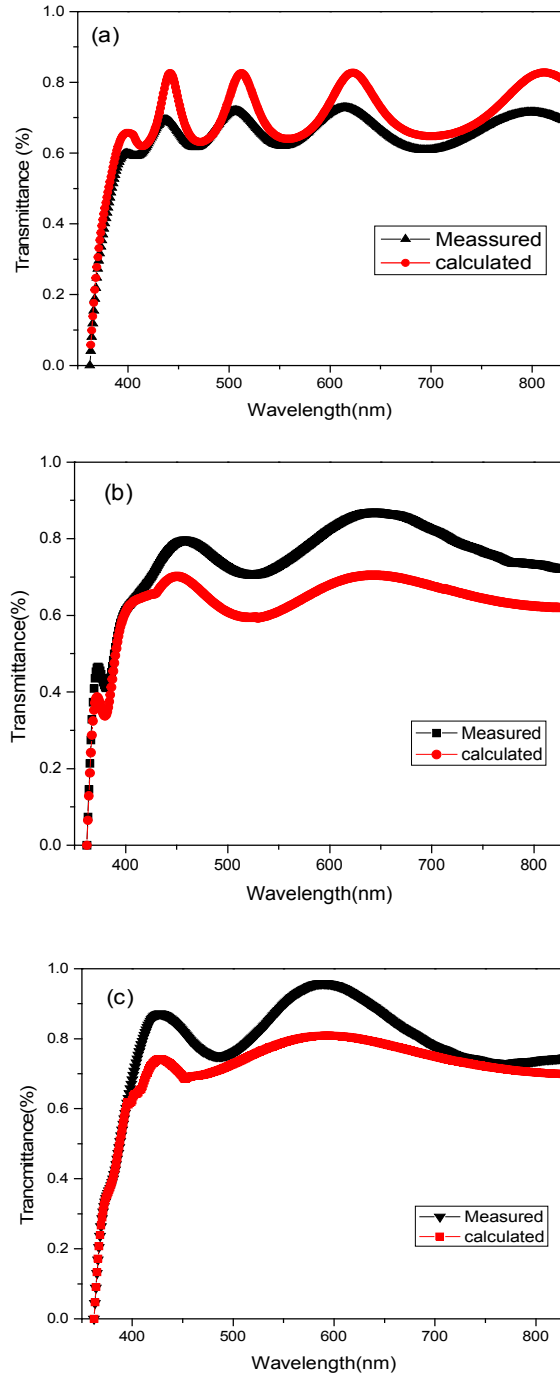 (a)
Transmittance (%)
1.0
0.8
0.6
0.4
0.2
0.0
Meassured
calculated
400 500 600 700 800
Wavelength(nm)
(b)
Transmittance(%)
1.0
0.8
0.6
0.4
0.2
0.0
Measured
calculated
400 500 600 700 800
Wavelength(nm)
(c)
Trancmittance(%)
1.0
0.8
0.6
0.4
0.2
0.0
Measured
calculated
400 500 600 700 800
Wavelength(nm)